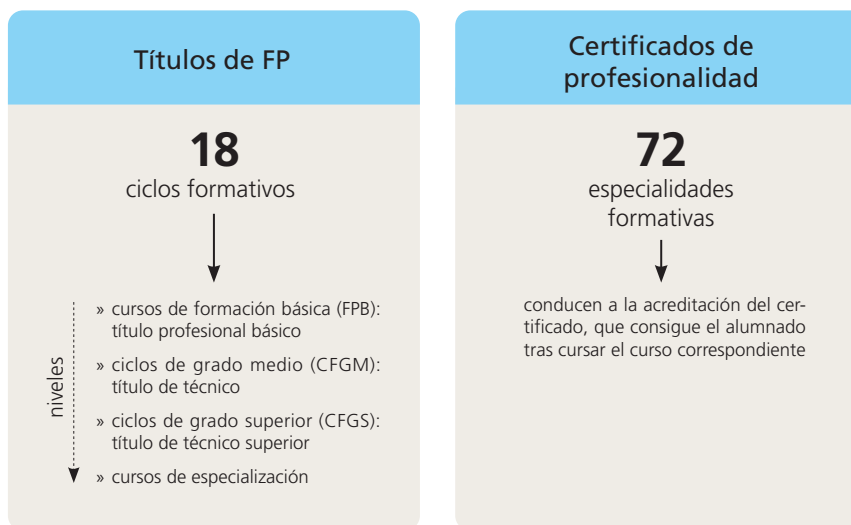 Títulos de FP
18
ciclos formativos
niveles
» cursos de formación básica (FPB):
título profesional básico
» ciclos de grado medio (CFGM):
título de técnico
» ciclos de grado superior (CFGS):
título de técnico superior
» cursos de especialización
Certificados de
profesionalidad
72
especialidades
formativas
conducen a la acreditación del cer-
tificado, que consigue el alumnado
tras cursar el curso correspondiente